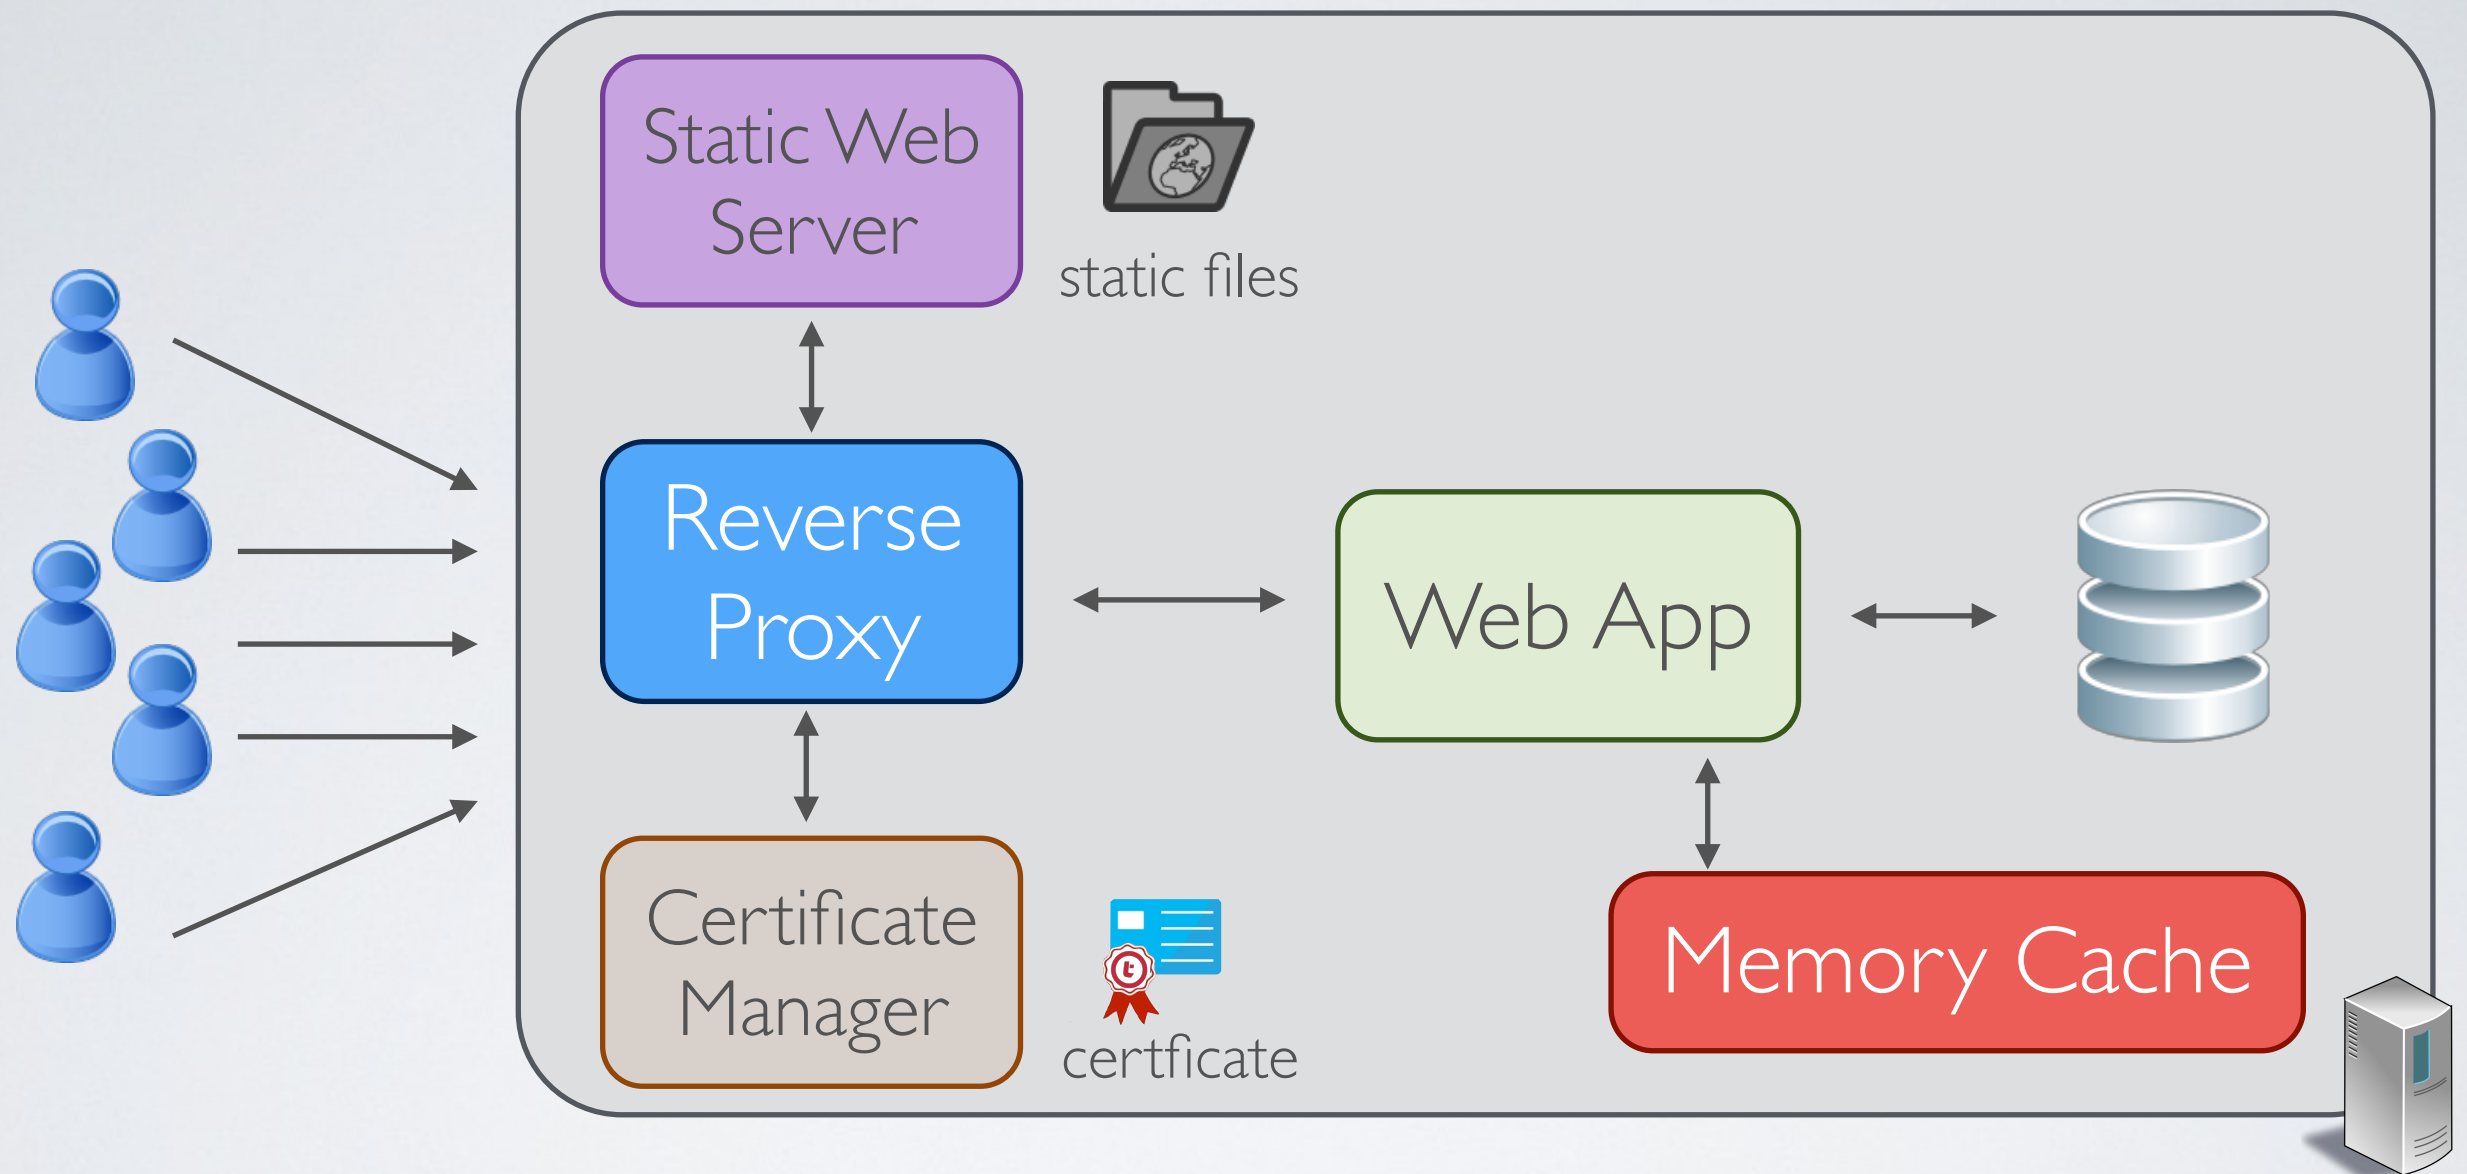 Static Web
Server
static files
Reverse
Proxy
Web App
Certificate
Manager
certficate
Memory Cache
t